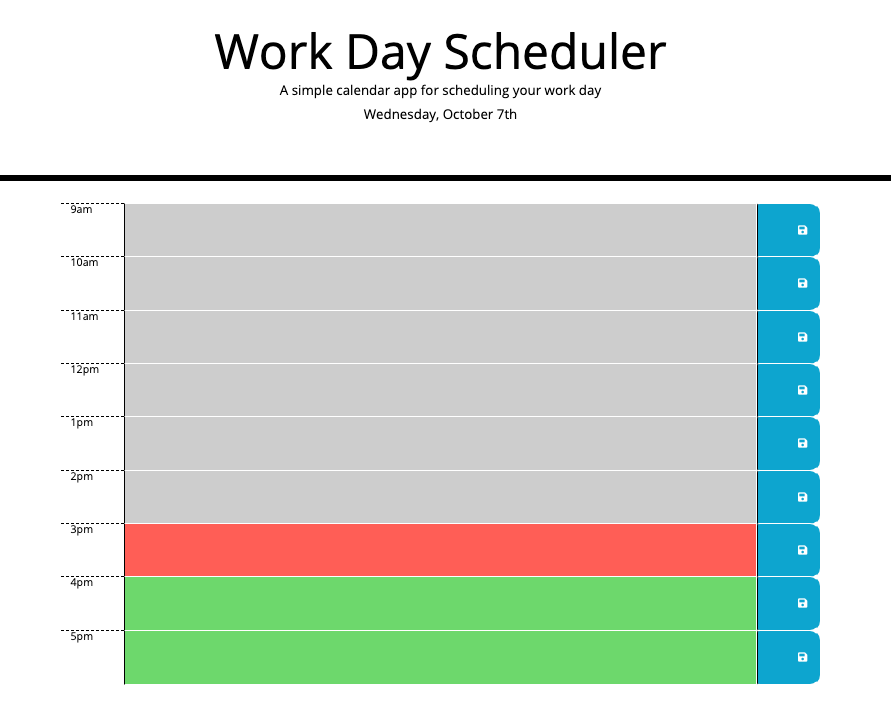 Work Day Scheduler
A simple calendar app for scheduling your work day
Wednesday, October 7th
9am
10am
11am
12pm
1pm
2pm
3pm
4pm
5pm